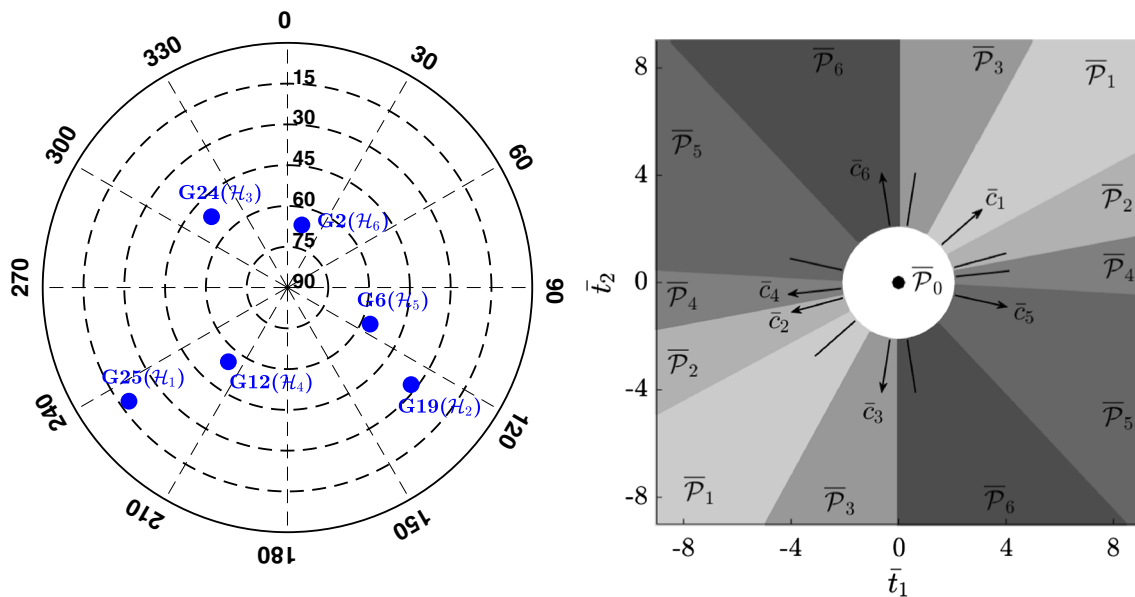 0
330
30
15
30
300
60
45
G24(ℋ₃)
60
G2(ℋ₆)
75
270
90
90
G6(ℋ₅)
G25(ℋ₁)
G12(ℋ₄)
G19(ℋ₂)
240
120
210
150
180
8
4
0
-4
-8
t̄₂
P̅₆
P̅₃
P̅₁
P̅₅
c̄₆
c̄₁
P̅₂
P̅₀
P̅₄
P̅₄
c̄₄
c̄₂
c̄₅
P̅₂
c̄₃
P̅₅
P̅₁
P̅₃
P̅₆
-8
-4
0
4
8
t̄₁